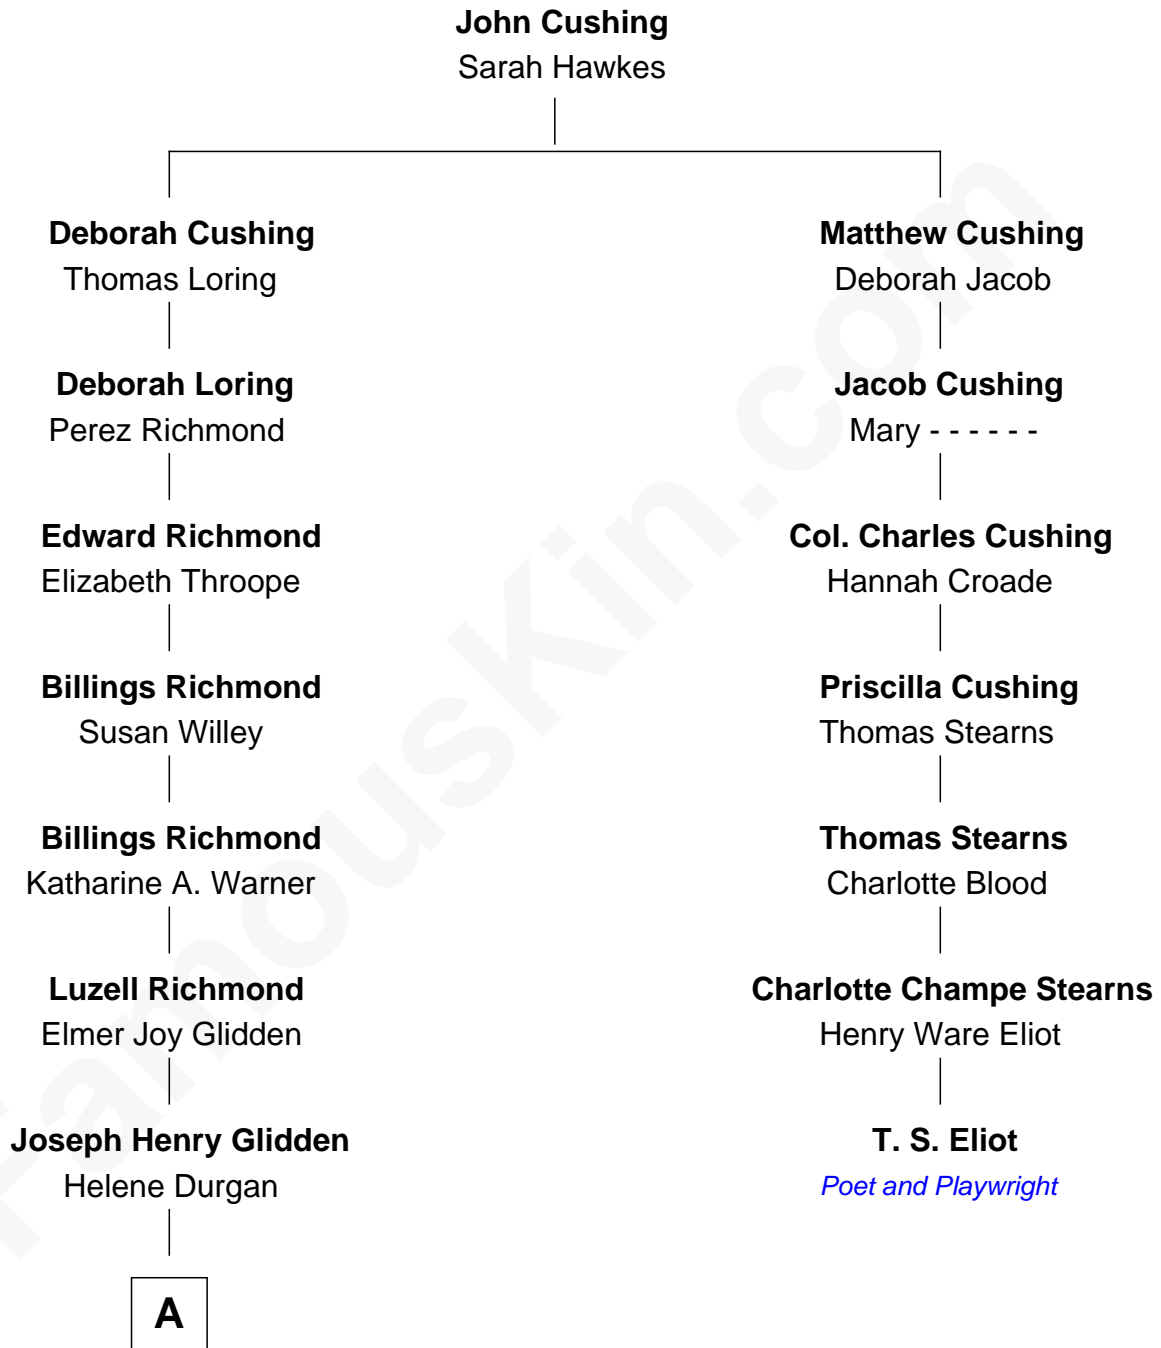 John Cushing
Sarah Hawkes
Deborah Cushing
Thomas Loring
Matthew Cushing
Deborah Jacob
Deborah Loring
Perez Richmond
Jacob Cushing
Mary - - - - - -
Edward Richmond
Elizabeth Throope
Col. Charles Cushing
Hannah Croade
Billings Richmond
Susan Willey
Priscilla Cushing
Thomas Stearns
Billings Richmond
Katharine A. Warner
Thomas Stearns
Charlotte Blood
Luzell Richmond
Elmer Joy Glidden
Charlotte Champe Stearns
Henry Ware Eliot
Joseph Henry Glidden
Helene Durgan
T. S. Eliot
Poet and Playwright
A
FamousKin.com